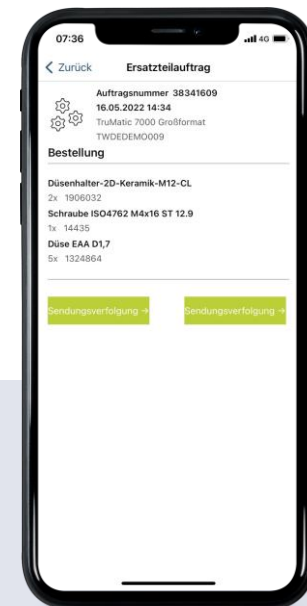 07:36
4G
Zurück
Ersatzteilauftrag
Auftragsnummer 38341609
16.05.2022 14:34
TruMatic 7000 Großformat
TWDEDEMO009
Bestellung
Düsenhalter-2D-Keramik-M12-CL
2x 1906032
Schraube ISO4762 M4x16 ST 12.9
1x 14435
Düse EAA D1,7
5x 1324864
Sendungsverfolgung →
Sendungsverfolgung →